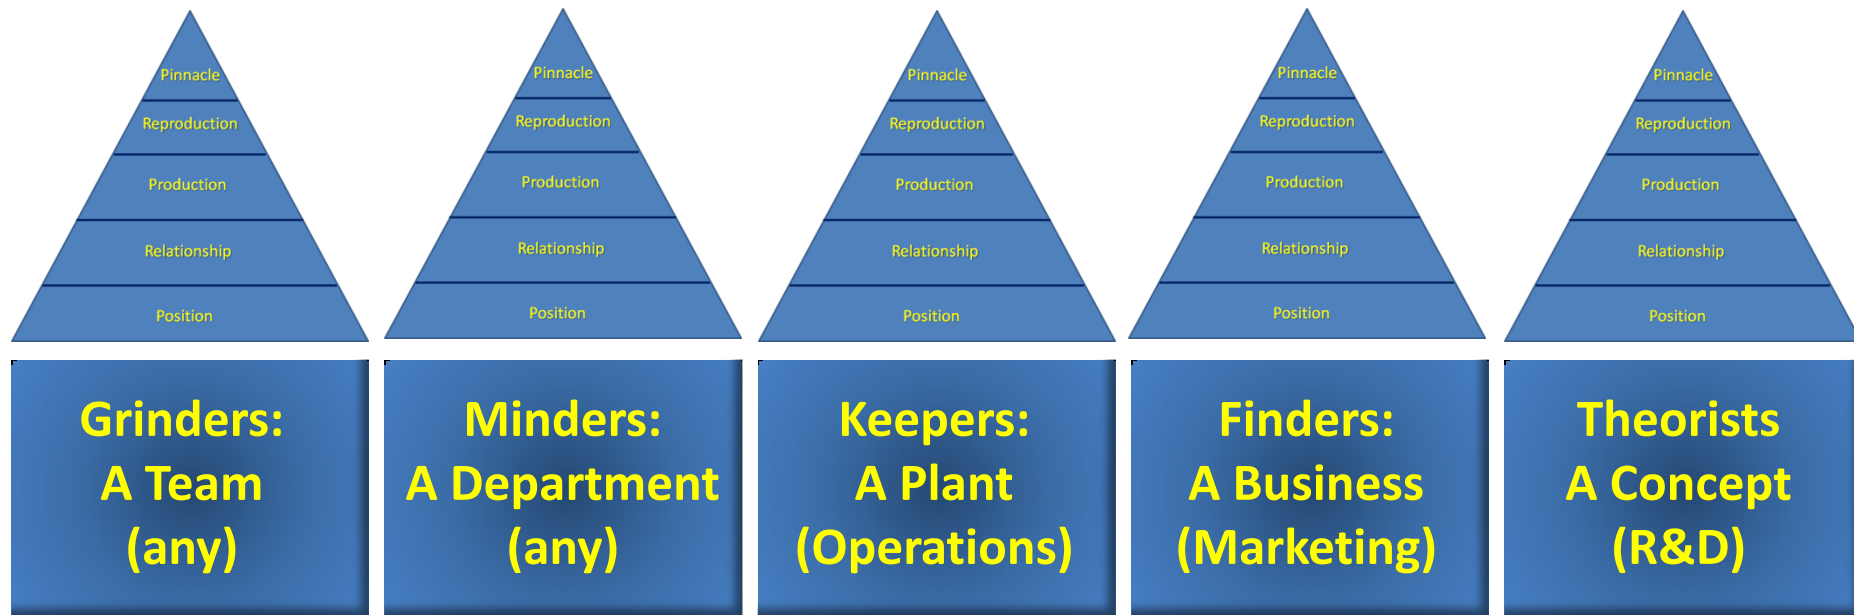 Pinnacle
Reproduction
Production
Relationship
Position
Pinnacle
Reproduction
Production
Relationship
Position
Pinnacle
Reproduction
Production
Relationship
Position
Pinnacle
Reproduction
Production
Relationship
Position
Pinnacle
Reproduction
Production
Relationship
Position
Grinders:
A Team
(any)
Minders:
A Department
(any)
Keepers:
A Plant
(Operations)
Finders:
A Business
(Marketing)
Theorists
A Concept
(R&D)